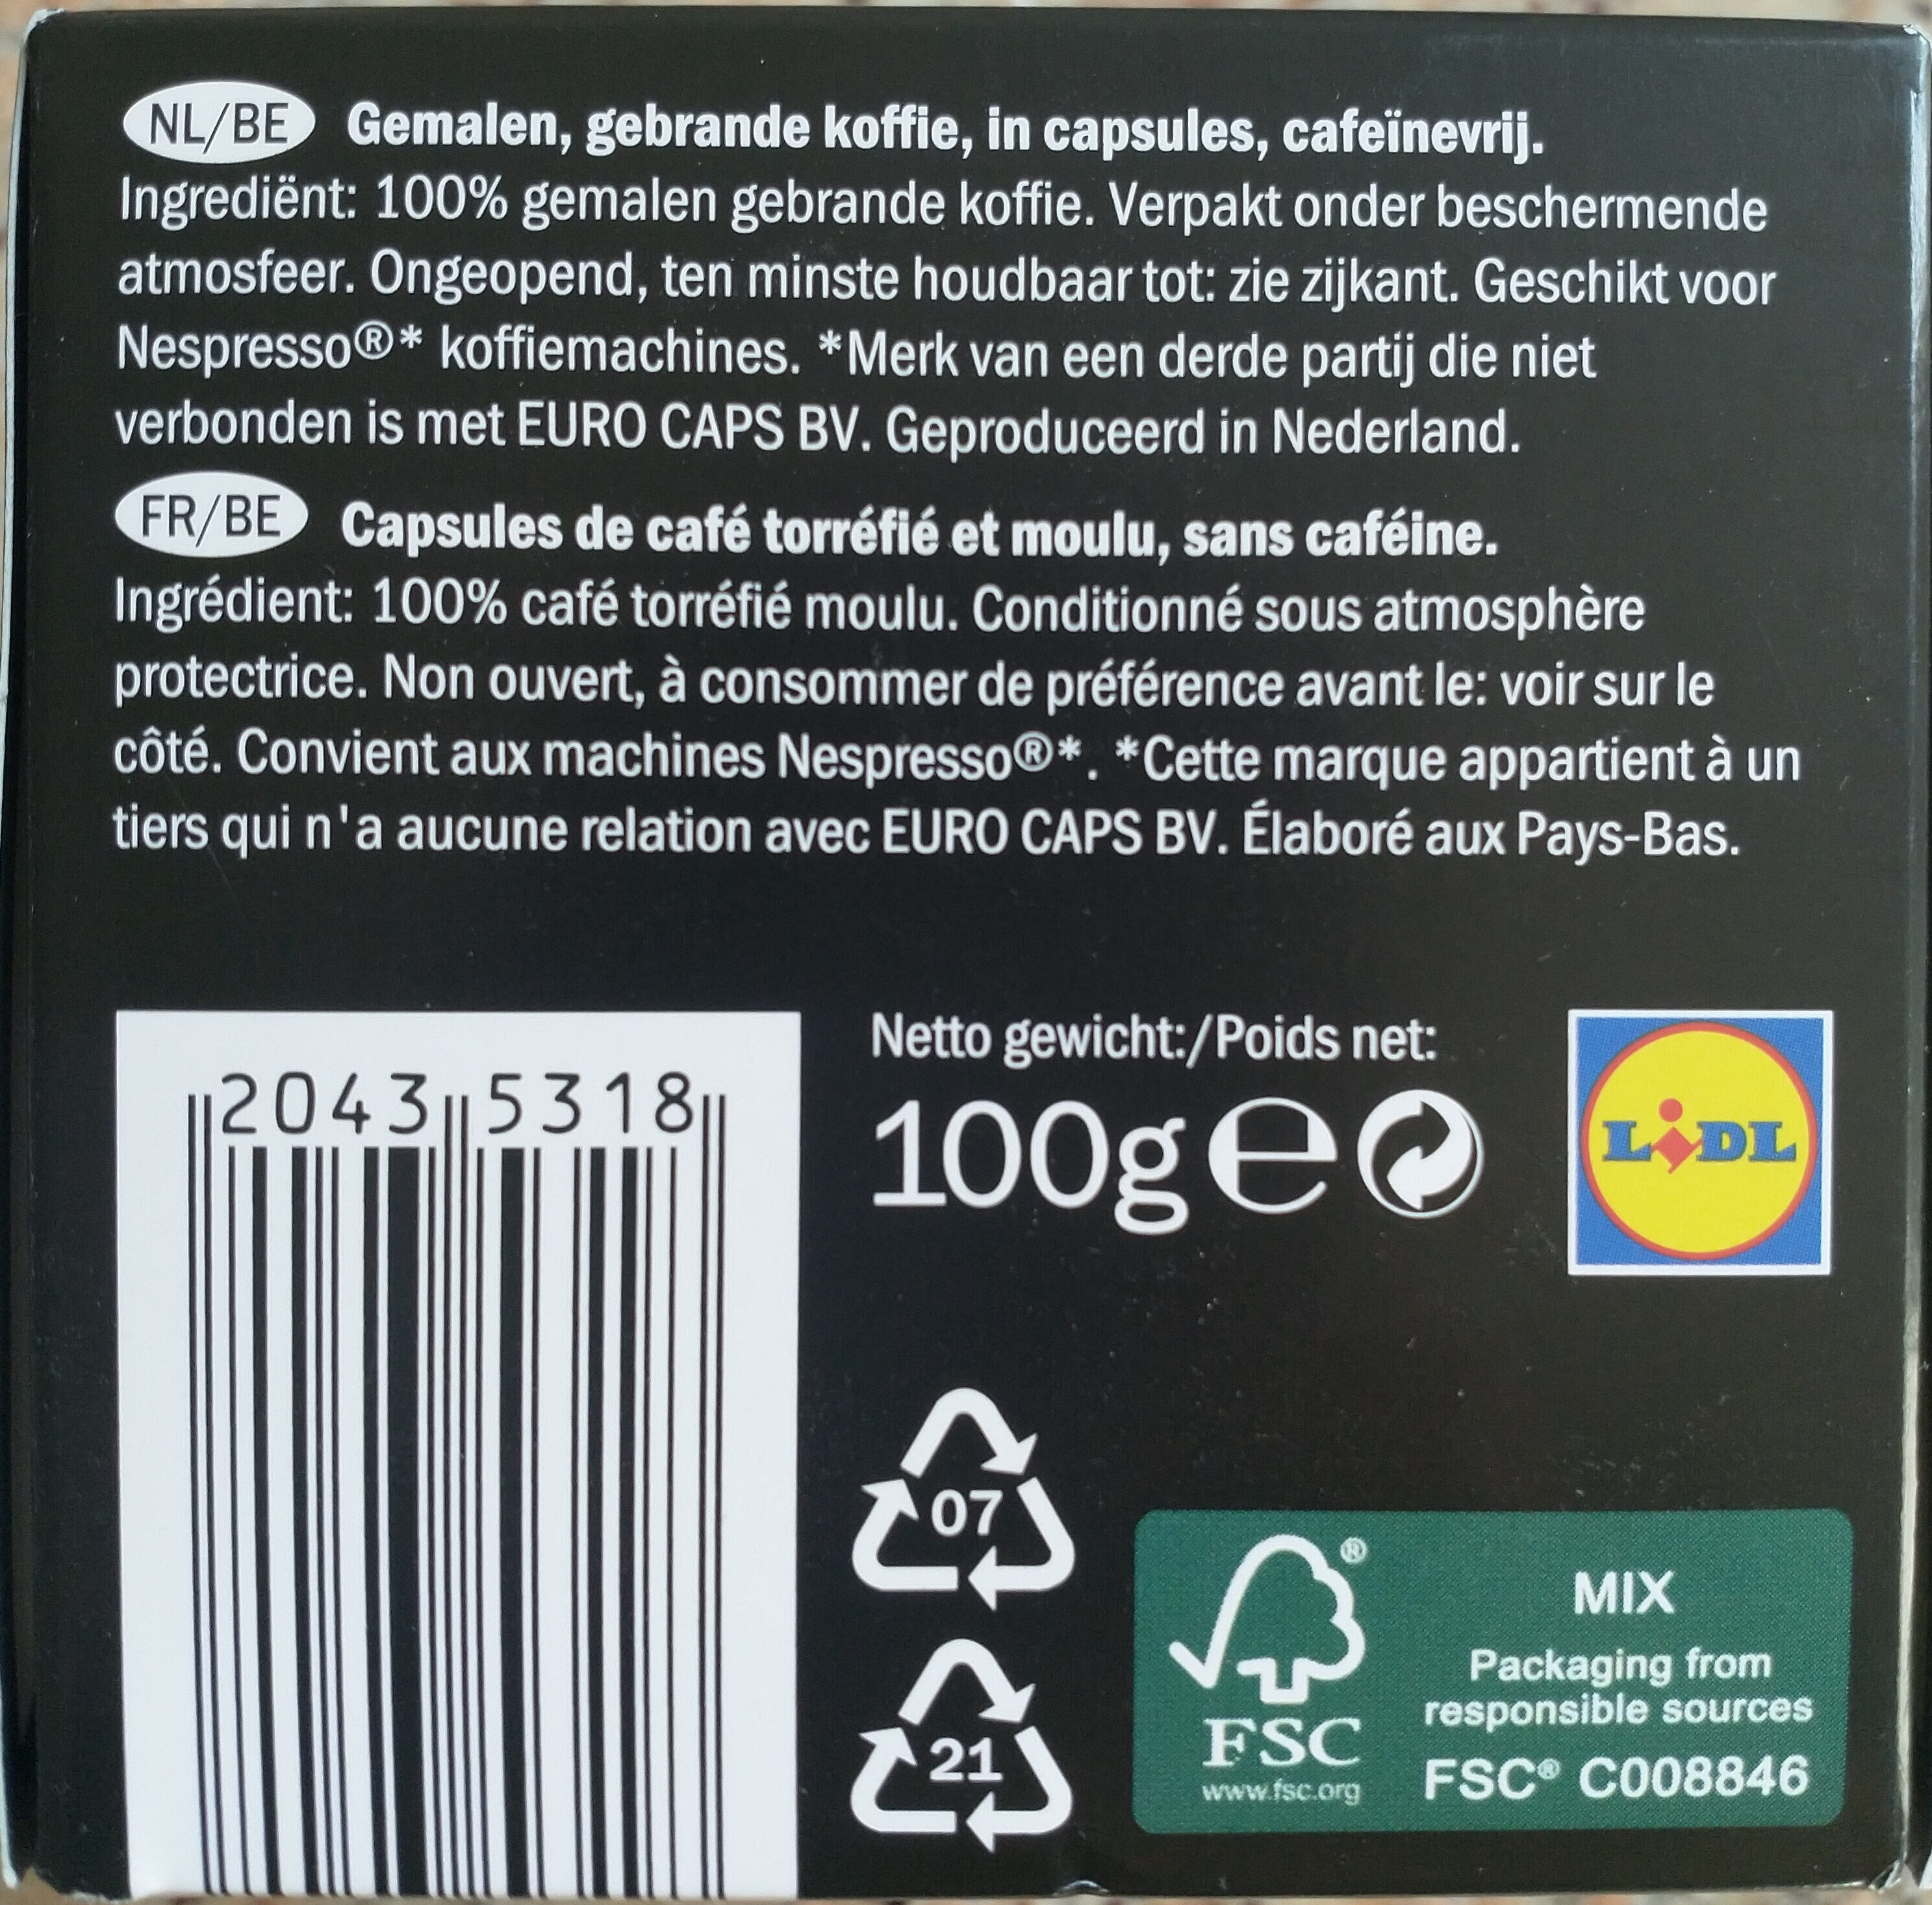 NL/BE Gemalen, gebrande koffie, in capsules, cafeïnevrij.
Ingrediënt: 100% gemalen gebrande koffie. Verpakt onder beschermende
atmosfeer. Ongeopend, ten minste houdbaar tot: zie zijkant. Geschikt voor
Nespresso®* koffiemachines. *Merk van een derde partij die niet
verbonden is met EURO CAPS BV. Geproduceerd in Nederland.
FR/BE Capsules de café torréfié et moulu, sans caféine.
Ingrédient: 100% café torréfié moulu. Conditionné sous atmosphère
protectrice. Non ouvert, à consommer de préférence avant le: voir sur le
côté. Convient aux machines Nespresso®*. *Cette marque appartient à un
tiers qui n'a aucune relation avec EURO CAPS BV. Élaboré aux Pays-Bas.
2043 5318
Netto gewicht:/Poids net:
100g e
LIDL
07
21
FSC®
www.fsc.org
MIX
Packaging from
responsible sources
FSC® C008846